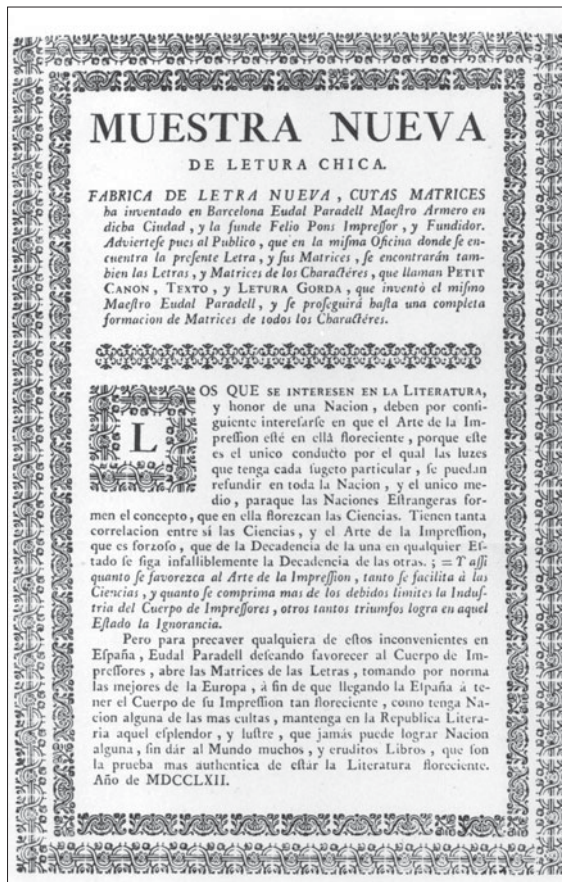 MUESTRA NUEVA
DE LETURA CHICA.
FABRICA DE LETRA NUEVA , CUYAS MATRICES
ha inventado en Barcelona Eudal Paradell Maeſtro Armero en
dicha Ciudad , y la funde Felio Pons Impreſſor , y Fundidor.
Advierteſe pues al Publico , que en la miſma Oficina donde ſe en-
cuentra la preſente Letra , y ſus Matrices , ſe encontrarán tam-
bien las Letras , y Matrices de los Charactéres , que llaman PETIT
CANON , TEXTO , y LETURA GORDA , que inventò el miſmo
Maeſtro Eudal Paradell , y ſe proſeguirá haſta una completa
formacion de Matrices de todos los Charactéres.
LOS QUE SE INTERESEN EN LA LITERATURA,
y honor de una Nacion , deben por conſi-
guiente intereſarſe en que el Arte de la Im-
preſſion eſté en ellà floreciente , porque eſte
es el unico conducto por el qual las luzes
que tenga cada ſugeto particular , ſe puedan
refundir en toda la Nacion , y el unico me-
dio , paraque las Naciones Eſtrangeras for-
men el concepto , que en ella florezcan las Ciencias. Tienen tanta
correlacion entre sí las Ciencias , y el Arte de la Impreſſion,
que es forzoſo , que de la Decadencia de la una en qualquier Eſ-
tado ſe ſiga infalliblemente la Decadencia de las otras. ; = Y aſſi
quanto ſe favorezca al Arte de la Impreſſion , tanto ſe facilita à las
Ciencias , y quanto ſe comprima mas de los debidos limites la Induſ-
tria del Cuerpo de Impreſſores , otros tantos triumfos logra en aquel
Eſtado la Ignorancia.
Pero para precaver qualquiera de eſtos inconvenientes en
Eſpaña , Eudal Paradell deſeando favorecer al Cuerpo de Im-
preſſores , abre las Matrices de las Letras , tomando por norma
las mejores de la Europa , à fin de que llegando la Eſpaña à te-
ner el Cuerpo de ſu Impreſſion tan floreciente , como tenga Na-
cion alguna de las mas cultas , mantenga en la Republica Litera-
ria aquel eſplendor , y luſtre , que jamás puede lograr Nacion
alguna , ſin dár al Mundo muchos , y eruditos Libros , que ſon
la prueba mas authentica de eſtár la Literatura floreciente.
Año de MDCCLXII.